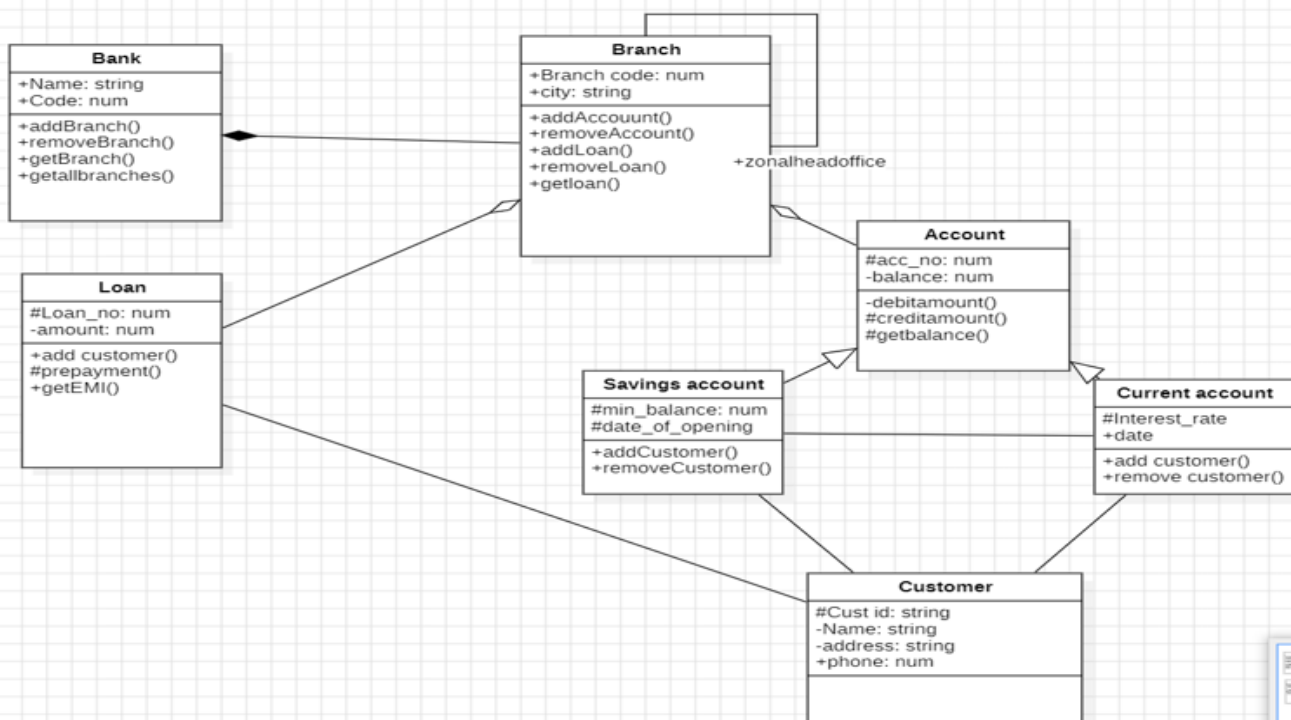 Bank
+Name: string
+Code: num
+addBranch()
+removeBranch()
+getBranch()
+getallbranches()
Branch
+Branch code: num
+city: string
+addAccouunt()
+removeAccount()
+addLoan()
+removeLoan()
+getloan()
+zonalheadoffice
Account
#acc_no: num
-balance: num
-debitamount()
#creditamount()
#getbalance()
Loan
#Loan_no: num
-amount: num
+add customer()
#prepayment()
+getEMI()
Savings account
#min_balance: num
#date_of_opening
+addCustomer()
+removeCustomer()
Current account
#Interest_rate
+date
+add customer()
+remove customer()
Customer
#Cust id: string
-Name: string
-address: string
+phone: num